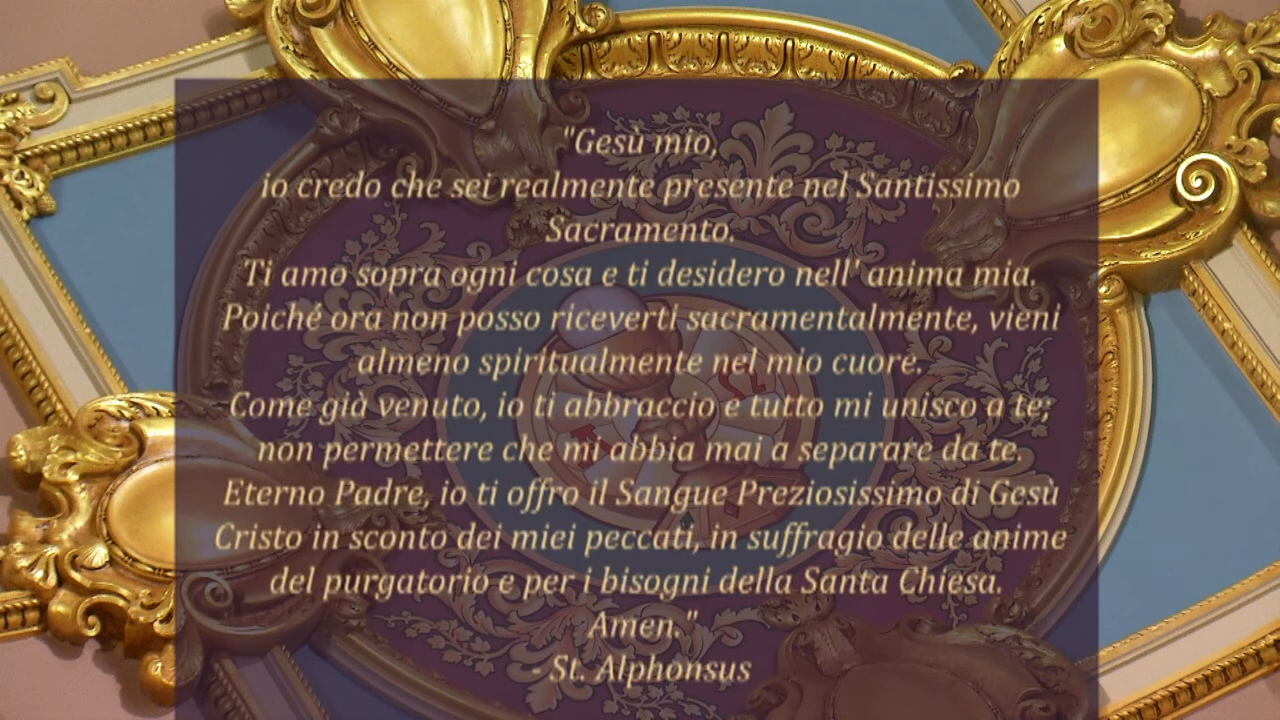 "Gesù mio,
io credo che sei realmente presente nel Santissimo
Sacramento.
Ti amo sopra ogni cosa e ti desidero nell' anima mia.
Poiché ora non posso riceverti sacramentalmente, vieni
almeno spiritualmente nel mio cuore.
Come già venuto, io ti abbraccio e tutto mi unisco a te;
non permettere che mi abbia mai a separare da te.
Eterno Padre, io ti offro il Sangue Preziosissimo di Gesù
Cristo in sconto dei miei peccati, in suffragio delle anime
del purgatorio e per i bisogni della Santa Chiesa.
Amen."
- St. Alphonsus